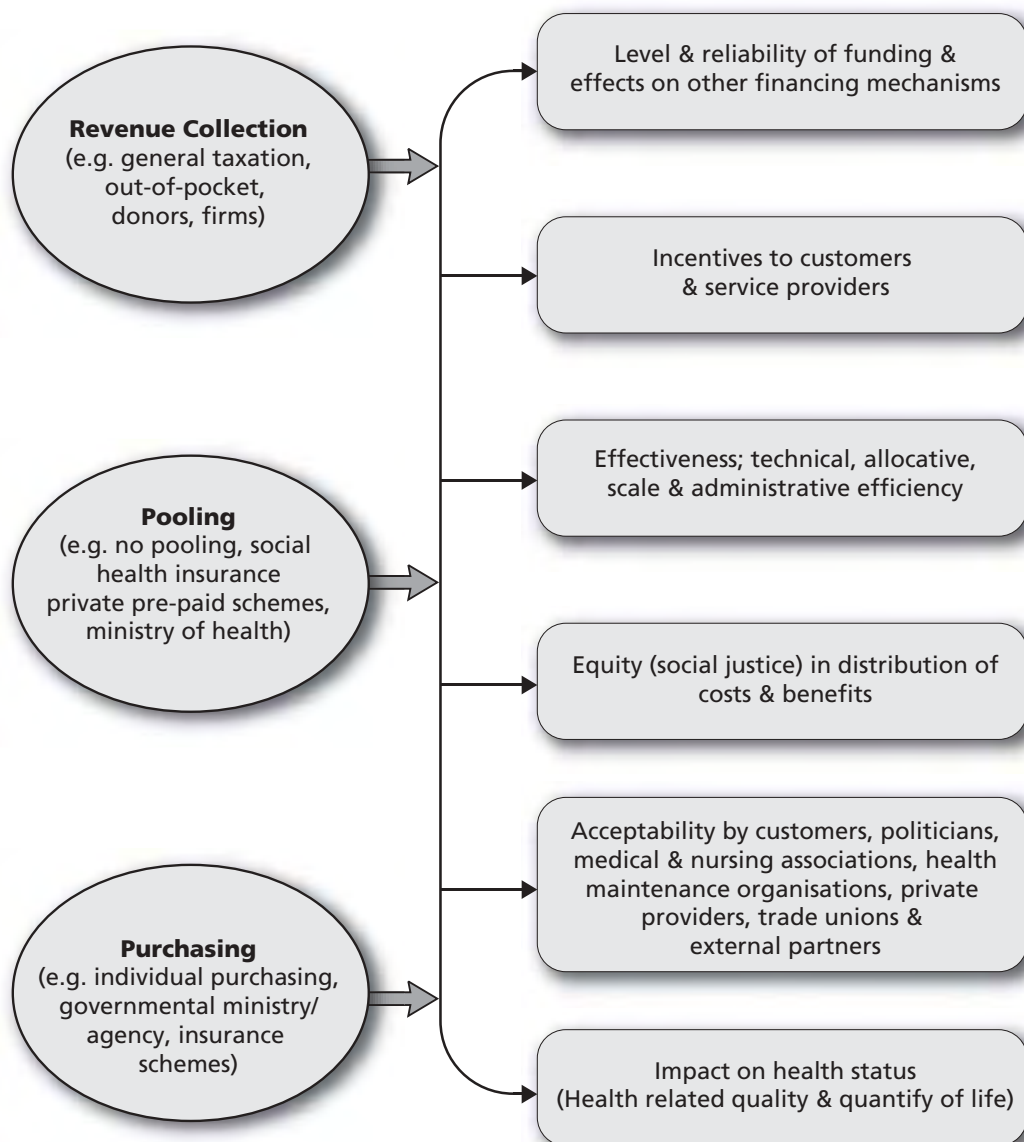 Revenue Collection
(e.g. general taxation,
out-of-pocket,
donors, firms)
Pooling
(e.g. no pooling, social
health insurance
private pre-paid schemes,
ministry of health)
Purchasing
(e.g. individual purchasing,
governmental ministry/
agency, insurance
schemes)
Level & reliability of funding &
effects on other financing mechanisms
Incentives to customers
& service providers
Effectiveness; technical, allocative,
scale & administrative efficiency
Equity (social justice) in distribution of
costs & benefits
Acceptability by customers, politicians,
medical & nursing associations, health
maintenance organisations, private
providers, trade unions &
external partners
Impact on health status
(Health related quality & quantify of life)